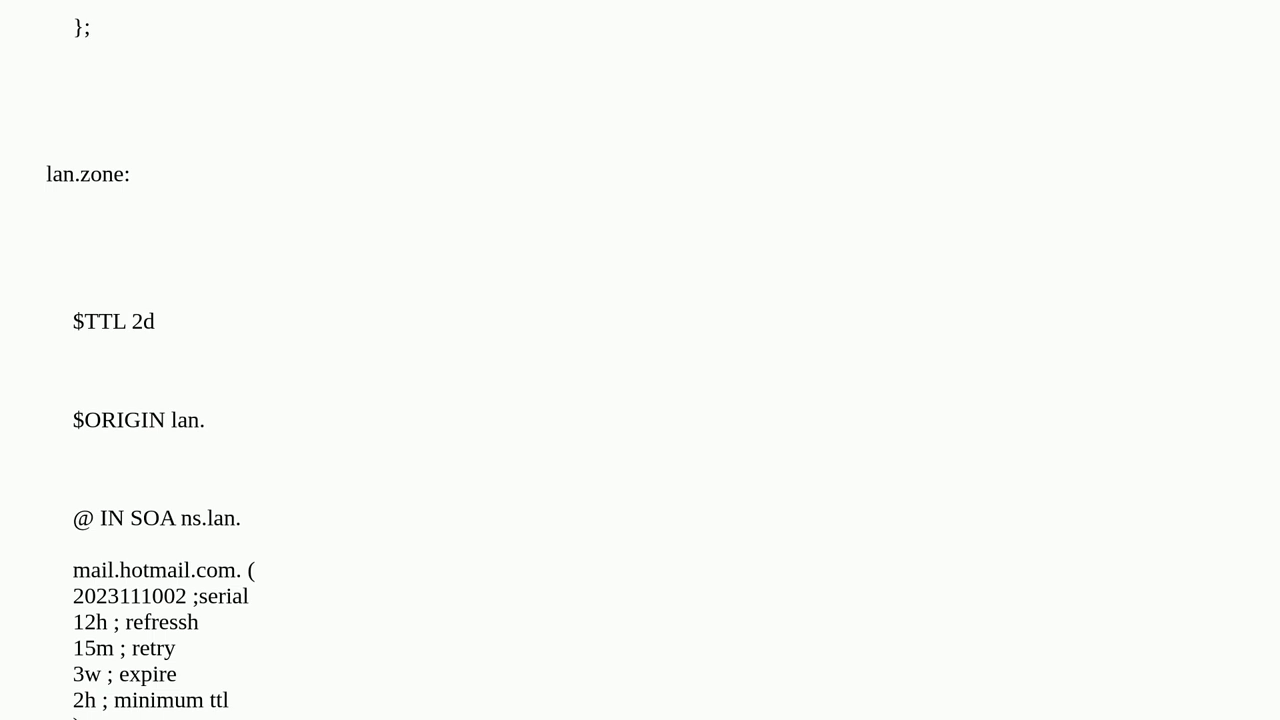 };
lan.zone:
$TTL 2d
$ORIGIN lan.
@ IN SOA ns.lan.
mail.hotmail.com. (
2023111002 ;serial
12h ; refressh
15m ; retry
3w ; expire
2h ; minimum ttl